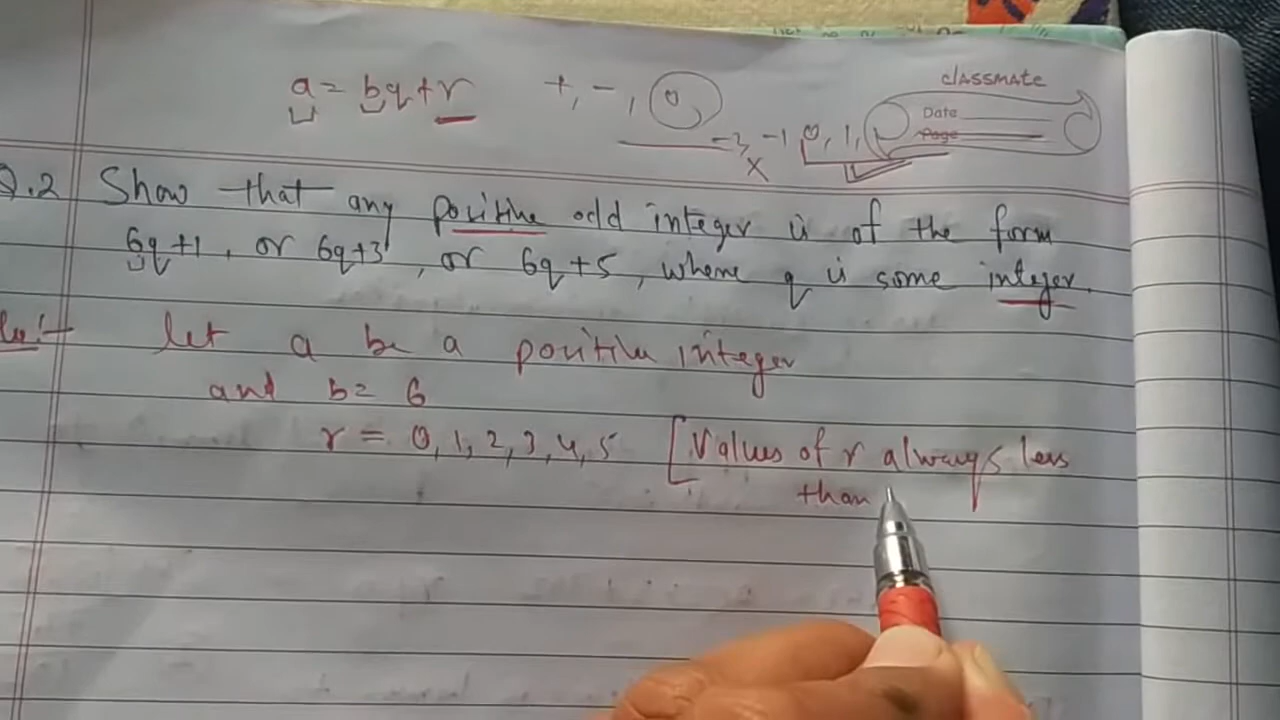 a = bq + r    +, -, 0,
classmate
Date
Page
-3, -1 0, 1,
x
Q.2 Show that any positive odd integer is of the form
6q+1, or 6q+3, or 6q+5, where q is some integer.
let a be a positive integer
and b = 6
r = 0, 1, 2, 3, 4, 5 [Values of r always less
than